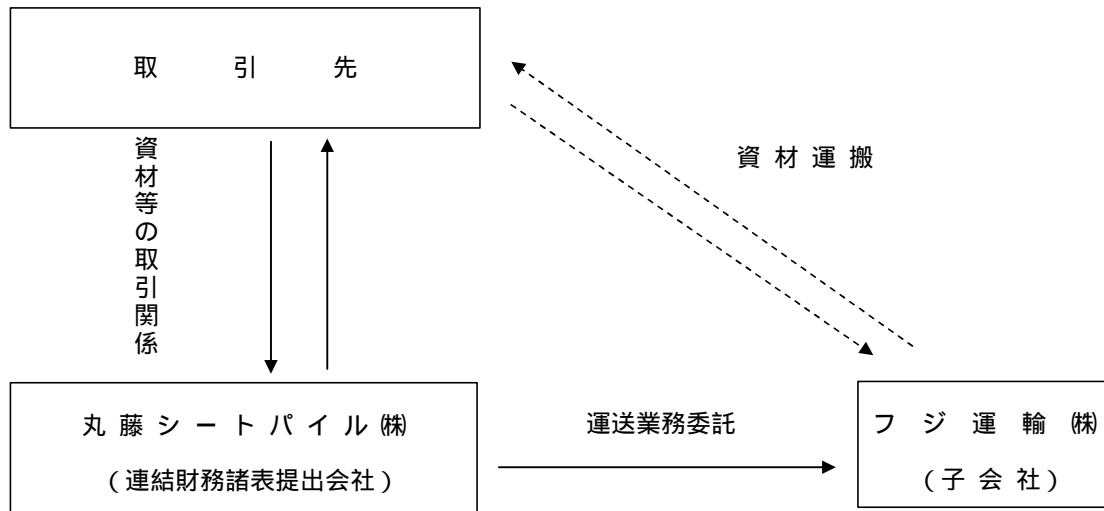 取引先
資材等の取引関係
資材運搬
丸藤シートパイル㈱
(連結財務諸表提出会社)
運送業務委託
フジ運輸㈱
(子会社)